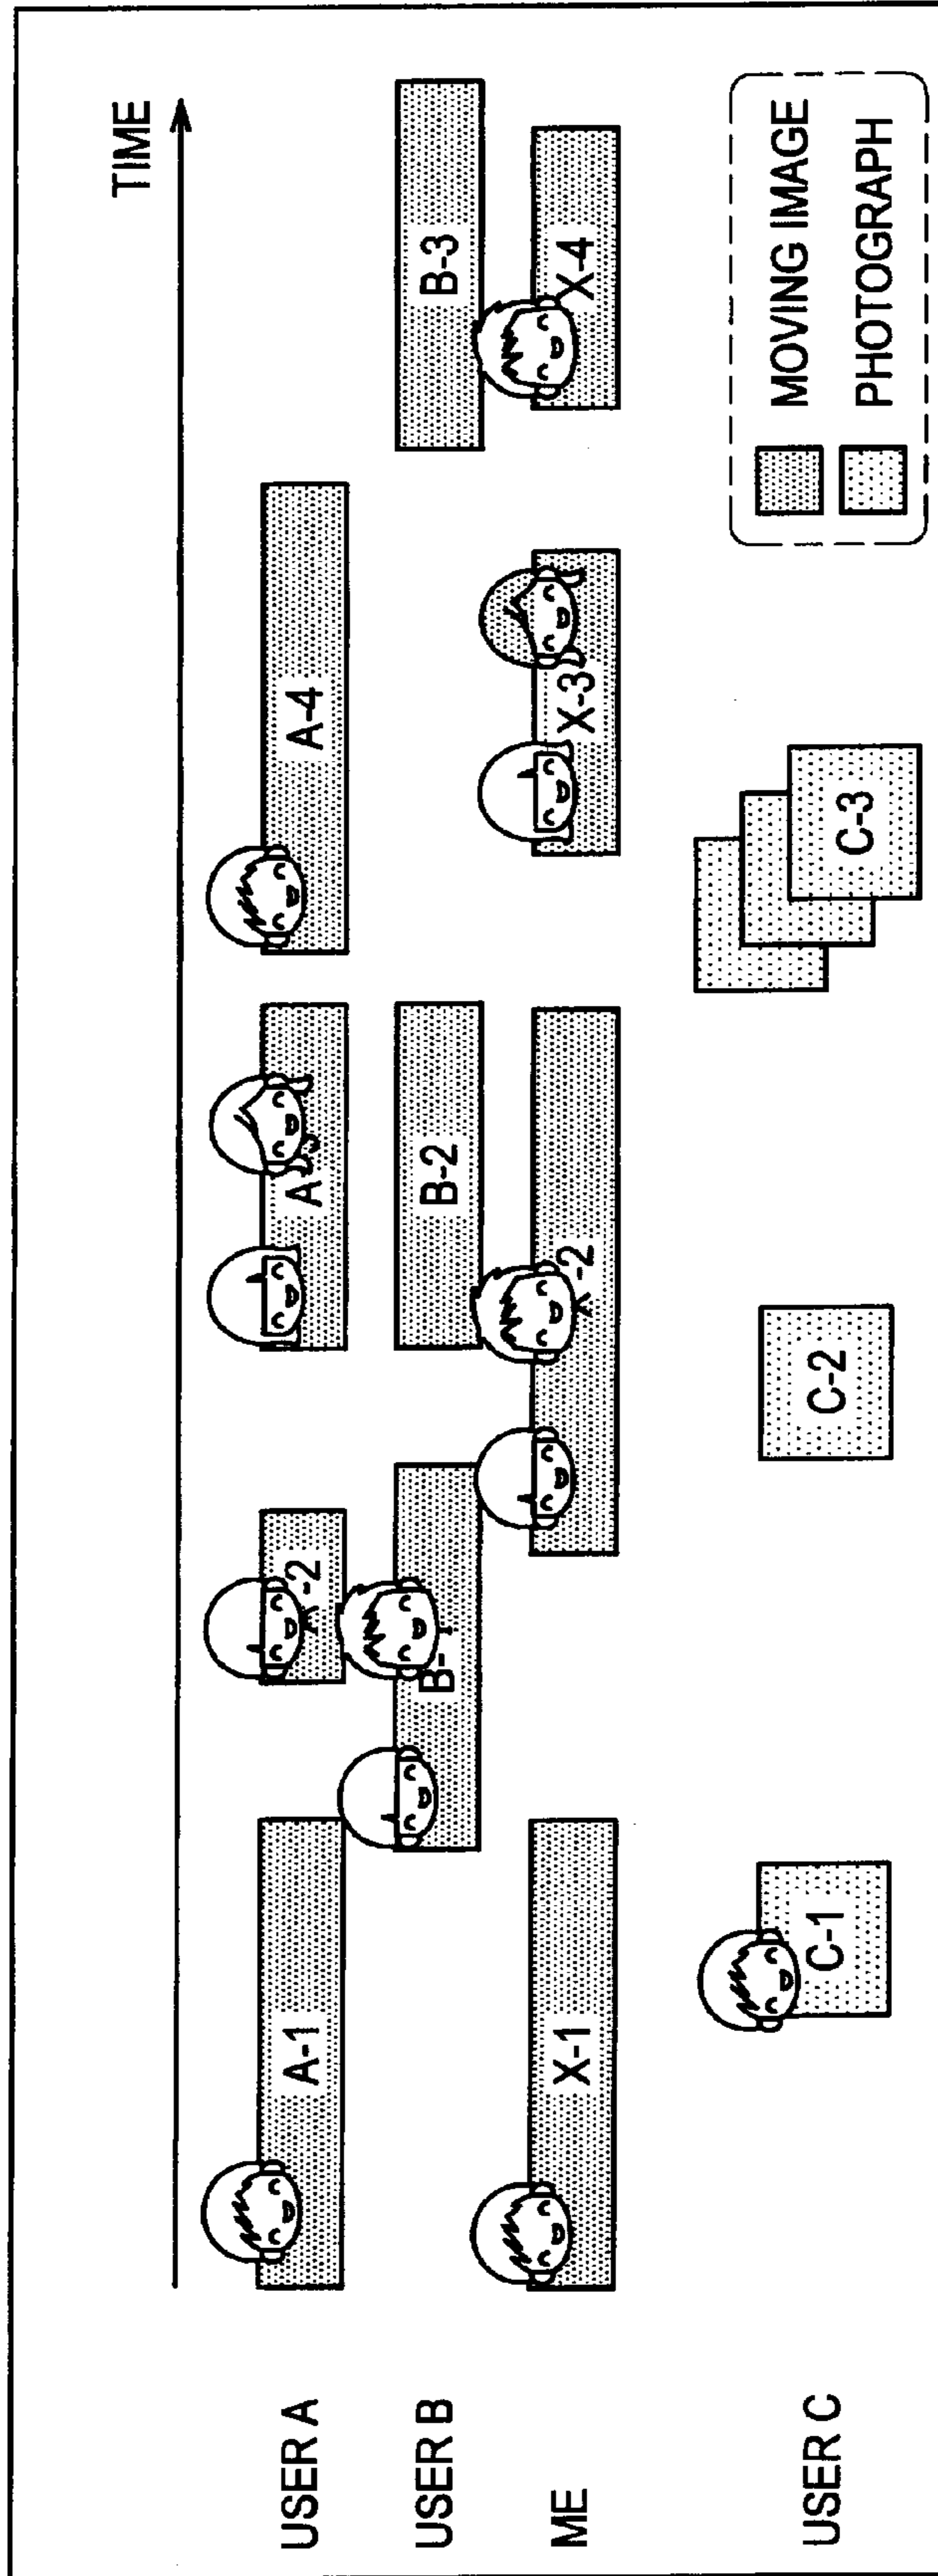 TIME
USER A
A-1
A-4
USER B
B-2
B-3
ME
X-1
X-3
X-4
USER C
C-1
C-2
C-3
MOVING IMAGE
PHOTOGRAPH